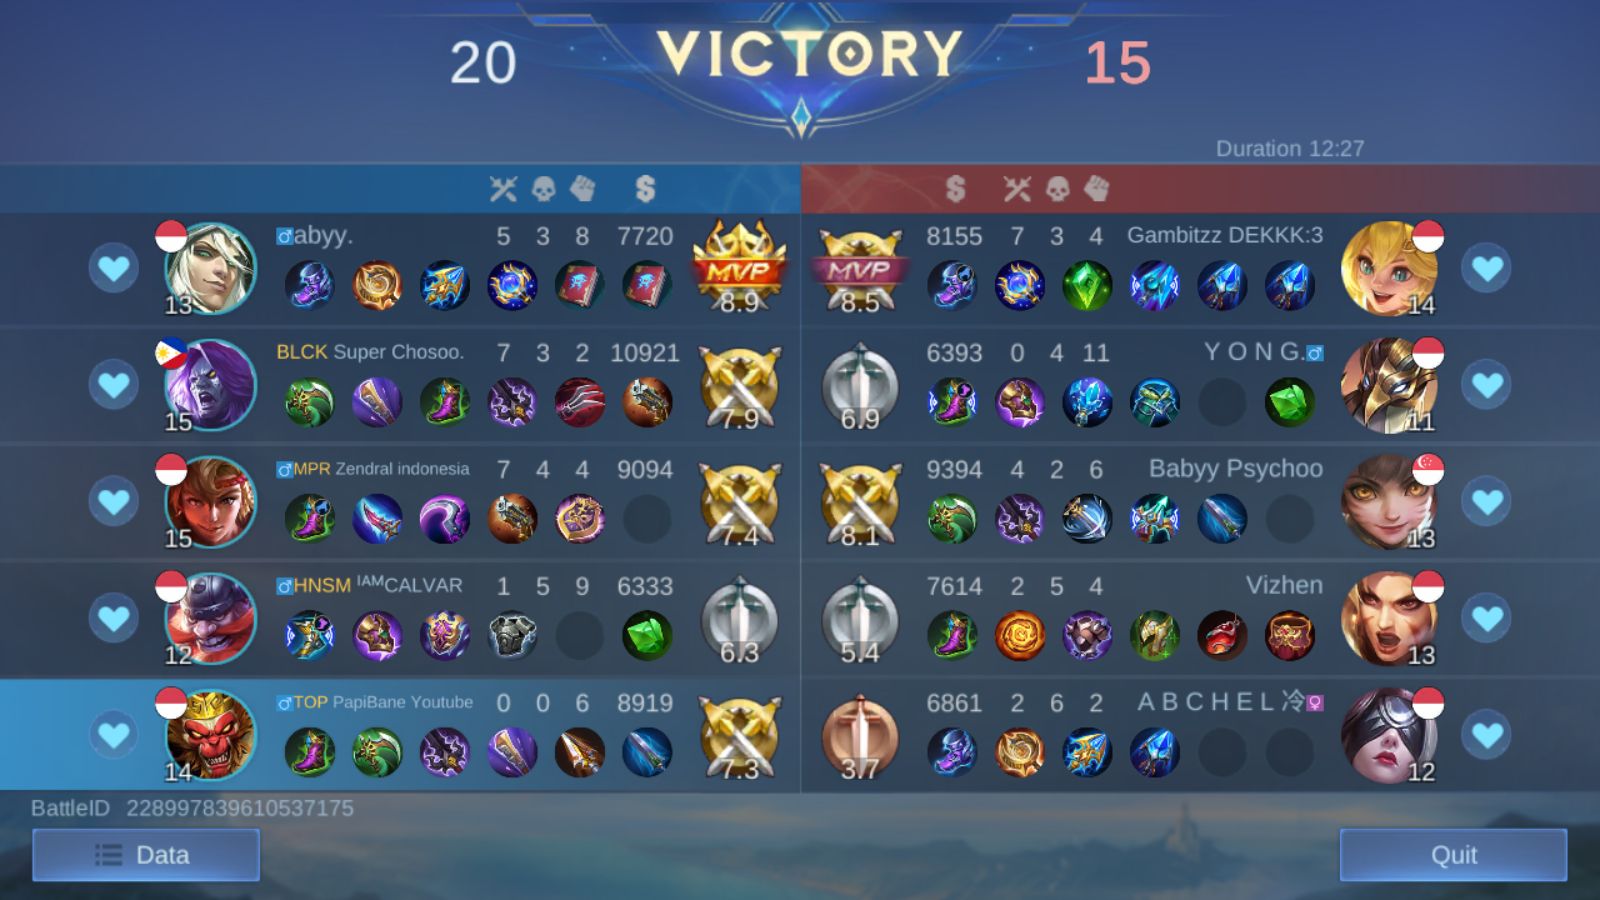 20 VICTORY 15
Duration 12:27
abyy. 5 3 8 7720 MVP 8.9 13
MVP 8.5 8155 7 3 4 Gambitzz DEKKK:3 14
BLCK Super Chosoo. 7 3 2 10921 7.9 15
6.9 6393 0 4 11 Y O N G. 11
MPR Zendral indonesia 7 4 4 9094 7.4 15
8.1 9394 4 2 6 Babyy Psychoo 13
HNSM ᴵᴬᴹCALVAR 1 5 9 6333 6.3 12
5.4 7614 2 5 4 Vizhen 13
TOP PapiBane Youtube 0 0 6 8919 7.3 14
3.7 6861 2 6 2 A B C H E L 冷 12
BattleID 228997839610537175
Data
Quit